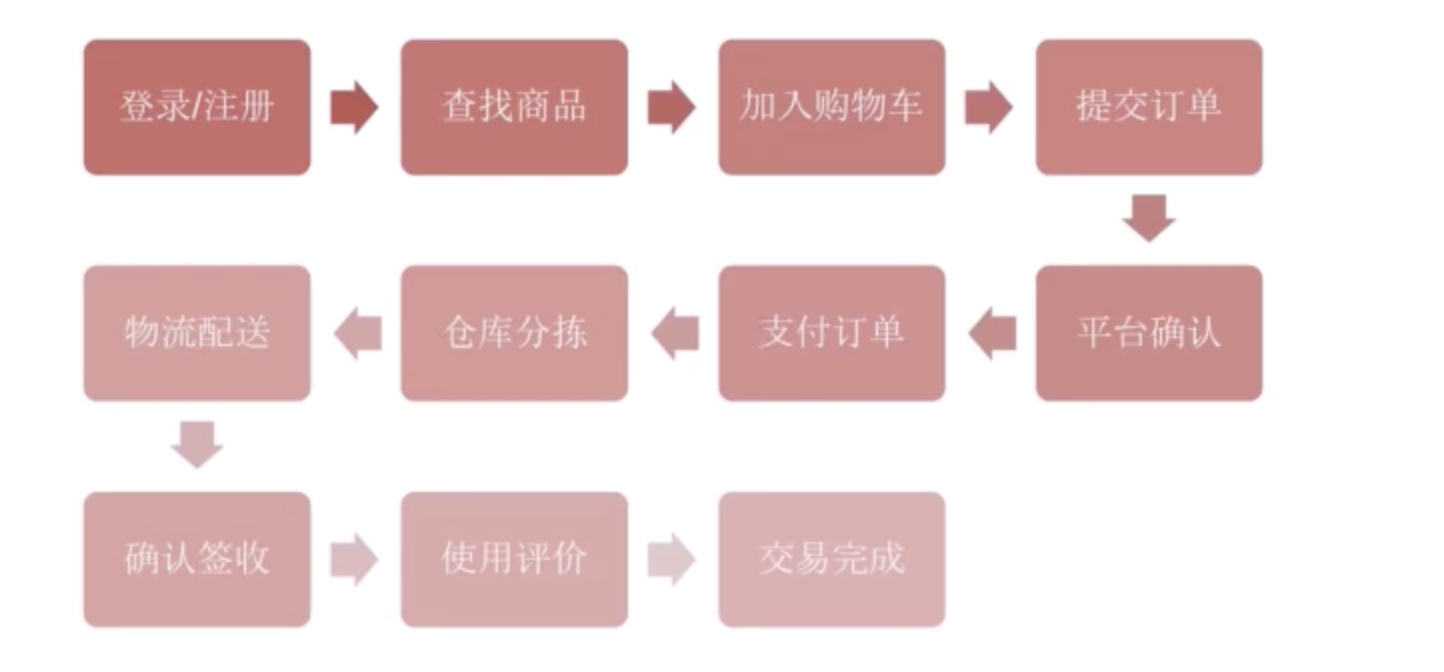 登录/注册
查找商品
加入购物车
提交订单
平台确认
支付订单
仓库分拣
物流配送
确认签收
使用评价
交易完成